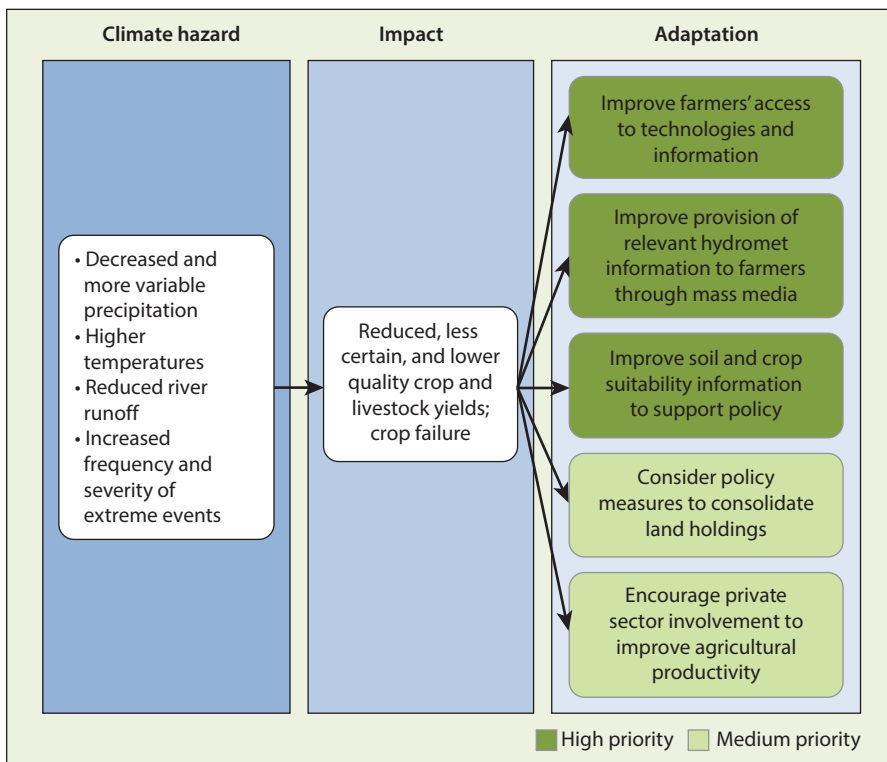 Climate hazard
Impact
Adaptation
• Decreased and
more variable
precipitation
• Higher
temperatures
• Reduced river
runoff
• Increased
frequency and
severity of
extreme events
Reduced, less
certain, and lower
quality crop and
livestock yields;
crop failure
Improve farmers’ access
to technologies and
information
Improve provision of
relevant hydromet
information to farmers
through mass media
Improve soil and crop
suitability information
to support policy
Consider policy
measures to consolidate
land holdings
Encourage private
sector involvement to
improve agricultural
productivity
High priority
Medium priority